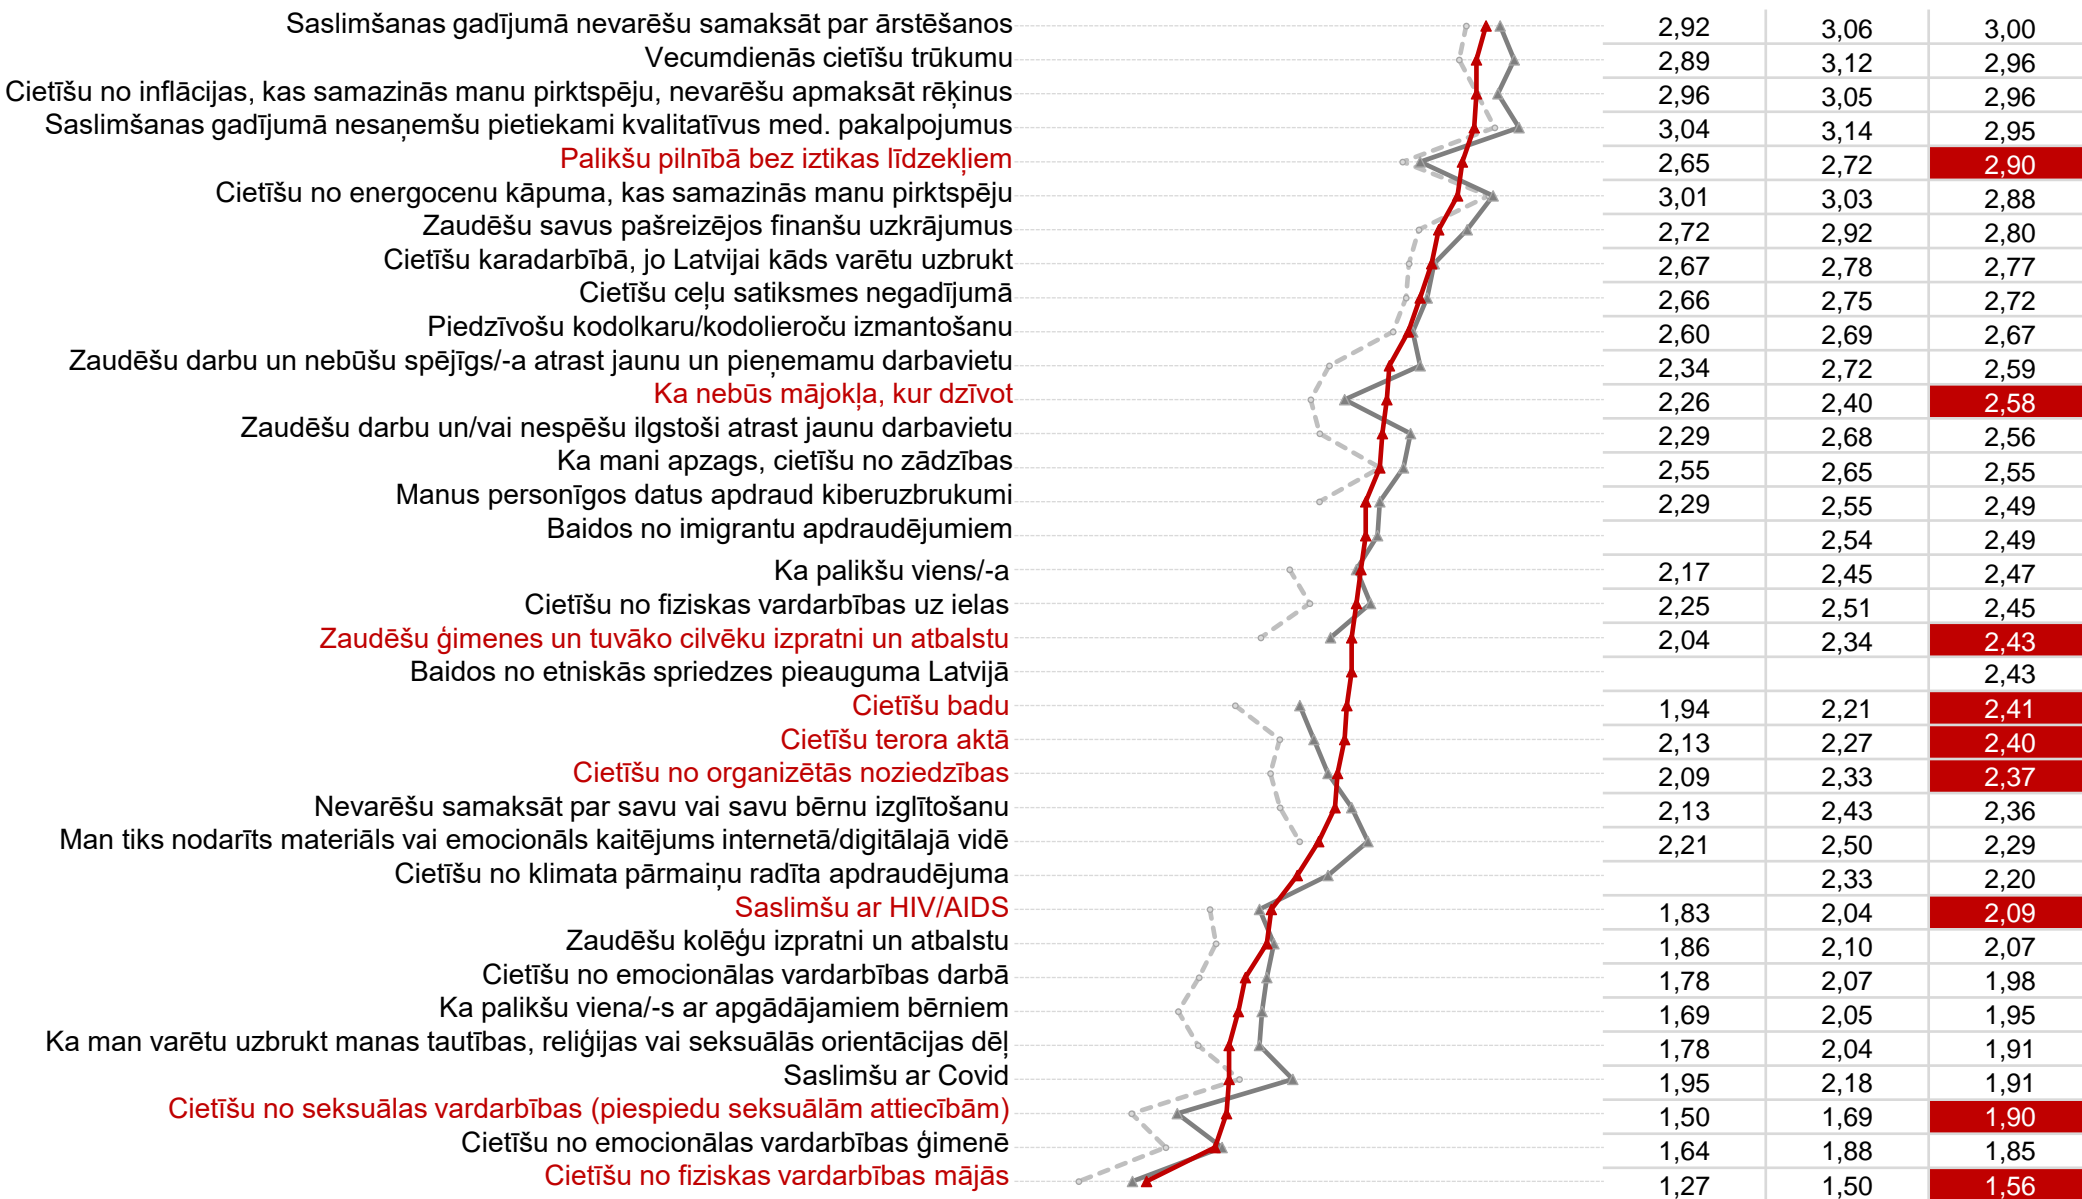 Saslimšanas gadījumā nevarēšu samaksāt par ārstēšanos 2,92 3,06 3,00
Vecumdienās cietīšu trūkumu 2,89 3,12 2,96
Cietīšu no inflācijas, kas samazinās manu pirktspēju, nevarēšu apmaksāt rēķinus 2,96 3,05 2,96
Saslimšanas gadījumā nesaņemšu pietiekami kvalitatīvus med. pakalpojumus 3,04 3,14 2,95
Palikšu pilnībā bez iztikas līdzekļiem 2,65 2,72 2,90
Cietīšu no energocenu kāpuma, kas samazinās manu pirktspēju 3,01 3,03 2,88
Zaudēšu savus pašreizējos finanšu uzkrājumus 2,72 2,92 2,80
Cietīšu karadarbībā, jo Latvijai kāds varētu uzbrukt 2,67 2,78 2,77
Cietīšu ceļu satiksmes negadījumā 2,66 2,75 2,72
Piedzīvošu kodolkaru/kodolieroču izmantošanu 2,60 2,69 2,67
Zaudēšu darbu un nebūšu spējīgs/-a atrast jaunu un pieņemamu darbavietu 2,34 2,72 2,59
Ka nebūs mājokļa, kur dzīvot 2,26 2,40 2,58
Zaudēšu darbu un/vai nespēšu ilgstoši atrast jaunu darbavietu 2,29 2,68 2,56
Ka mani apzags, cietīšu no zādzības 2,55 2,65 2,55
Manus personīgos datus apdraud kiberuzbrukumi 2,29 2,55 2,49
Baidos no imigrantu apdraudējumiem 2,54 2,49
Ka palikšu viens/-a 2,17 2,45 2,47
Cietīšu no fiziskas vardarbības uz ielas 2,25 2,51 2,45
Zaudēšu ģimenes un tuvāko cilvēku izpratni un atbalstu 2,04 2,34 2,43
Baidos no etniskās spriedzes pieauguma Latvijā 2,43
Cietīšu badu 1,94 2,21 2,41
Cietīšu terora aktā 2,13 2,27 2,40
Cietīšu no organizētās noziedzības 2,09 2,33 2,37
Nevarēšu samaksāt par savu vai savu bērnu izglītošanu 2,13 2,43 2,36
Man tiks nodarīts materiāls vai emocionāls kaitējums internetā/digitālajā vidē 2,21 2,50 2,29
Cietīšu no klimata pārmaiņu radīta apdraudējuma 2,33 2,20
Saslimšu ar HIV/AIDS 1,83 2,04 2,09
Zaudēšu kolēģu izpratni un atbalstu 1,86 2,10 2,07
Cietīšu no emocionālas vardarbības darbā 1,78 2,07 1,98
Ka palikšu viena/-s ar apgādājamiem bērniem 1,69 2,05 1,95
Ka man varētu uzbrukt manas tautības, reliģijas vai seksuālās orientācijas dēļ 1,78 2,04 1,91
Saslimšu ar Covid 1,95 2,18 1,91
Cietīšu no seksuālas vardarbības (piespiedu seksuālām attiecībām) 1,50 1,69 1,90
Cietīšu no emocionālas vardarbības ģimenē 1,64 1,88 1,85
Cietīšu no fiziskas vardarbības mājās 1,27 1,50 1,56